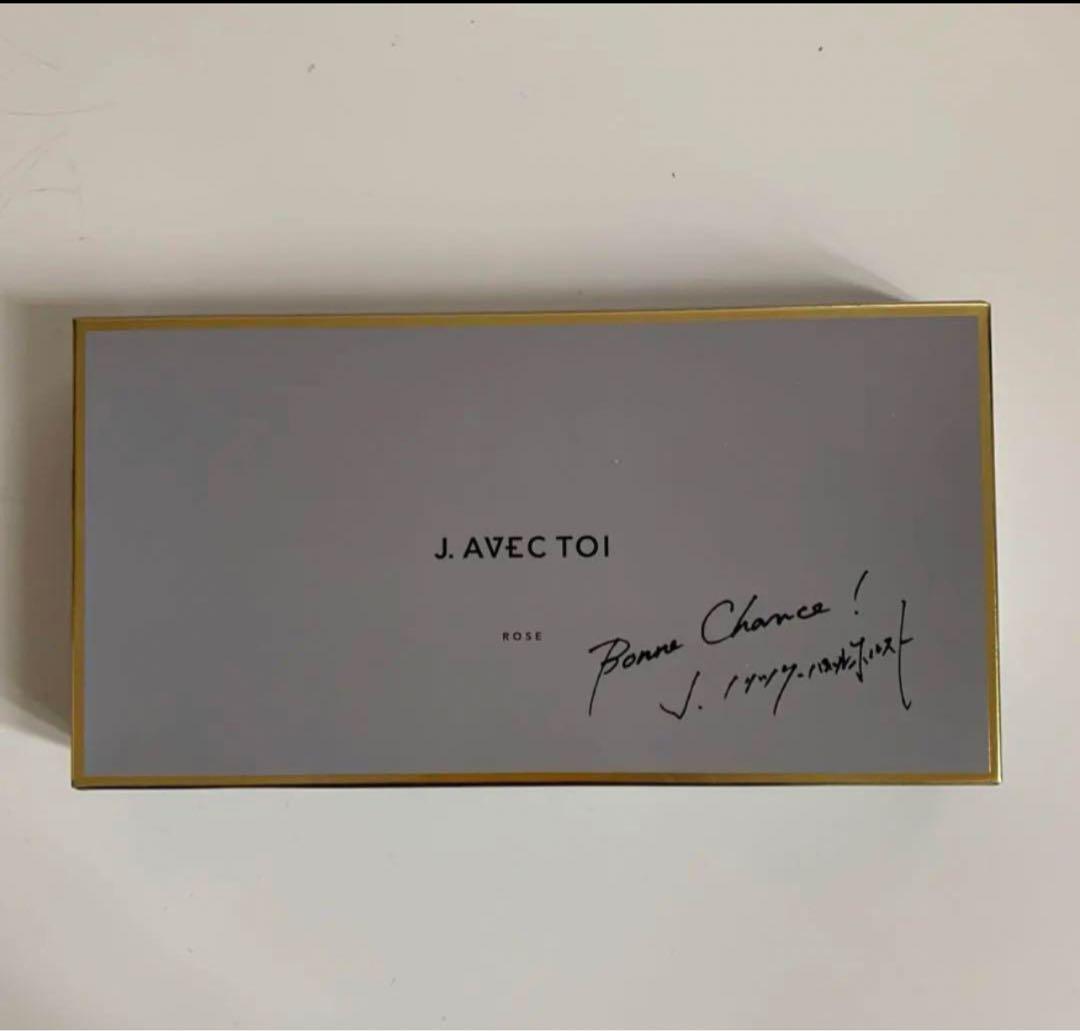 J. AVEC TOI
ROSE
Bonne Chance!
J.